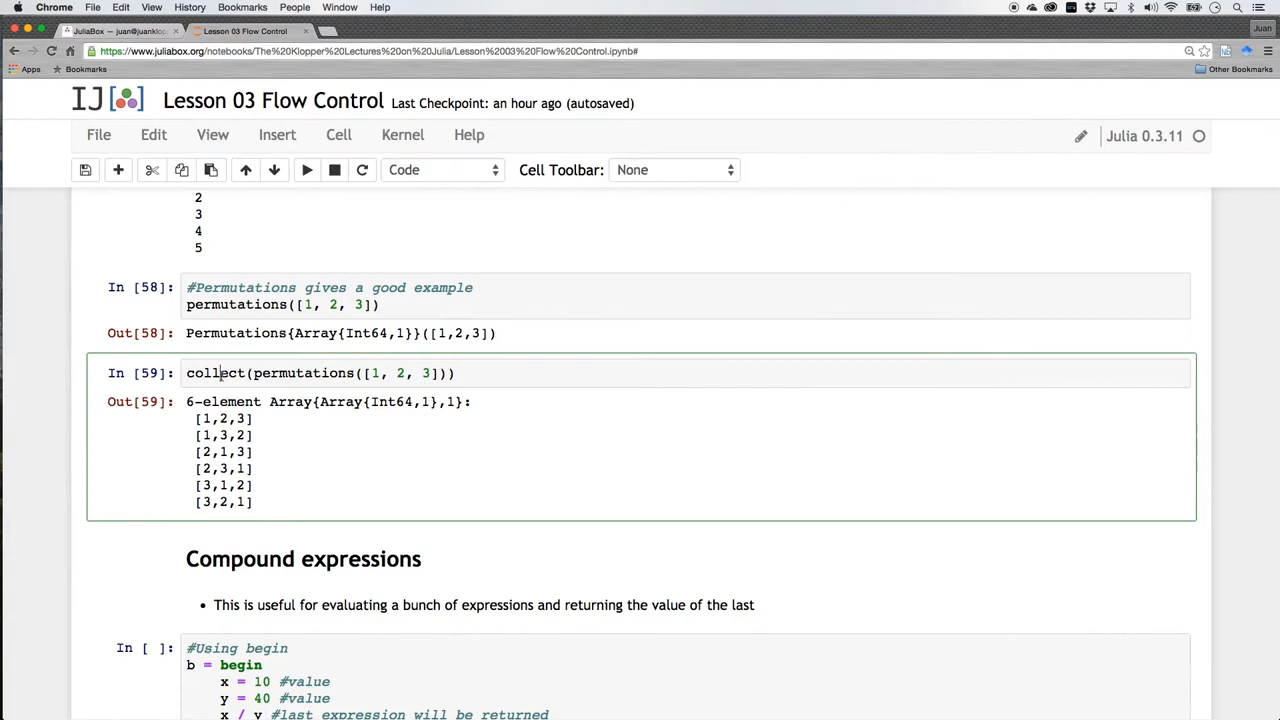 Chrome File Edit View History Bookmarks People Window Help
JuliaBox — juan@juanklop × Lesson 03 Flow Control × Juan
https://www.juliabox.org/notebooks/The%20Klopper%20Lectures%20on%20Julia/Lesson%2003%20Flow%20Control.ipynb#
Apps Bookmarks Other Bookmarks
IJ[ ] Lesson 03 Flow Control Last Checkpoint: an hour ago (autosaved)
File Edit View Insert Cell Kernel Help Julia 0.3.11
Code Cell Toolbar: None
2
3
4
5
In [58]: #Permutations gives a good example
permutations([1, 2, 3])
Out[58]: Permutations{Array{Int64,1}}([1,2,3])
In [59]: collect(permutations([1, 2, 3]))
Out[59]: 6-element Array{Array{Int64,1},1}:
[1,2,3]
[1,3,2]
[2,1,3]
[2,3,1]
[3,1,2]
[3,2,1]
Compound expressions
• This is useful for evaluating a bunch of expressions and returning the value of the last
In [ ]: #Using begin
b = begin
x = 10 #value
y = 40 #value
x / y #last expression will be returned